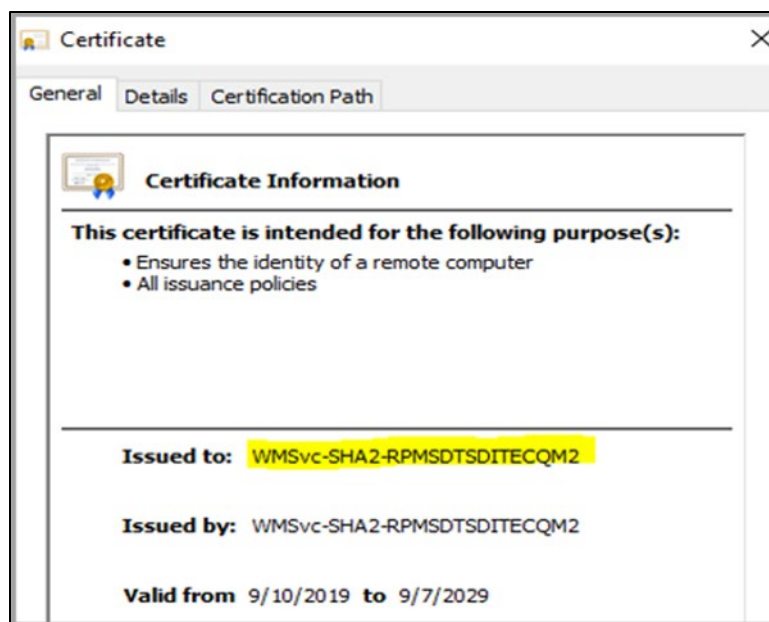 Certificate
General Details Certification Path
Certificate Information
This certificate is intended for the following purpose(s):
• Ensures the identity of a remote computer
• All issuance policies
Issued to: WMSvc-SHA2-RPMSDTSDITECQM2
Issued by: WMSvc-SHA2-RPMSDTSDITECQM2
Valid from 9/10/2019 to 9/7/2029